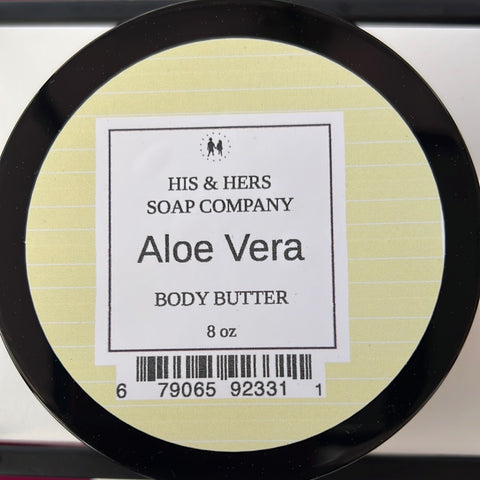 HIS & HERS
SOAP COMPANY
Aloe Vera
BODY BUTTER
8 oz
6 79065 92331 1